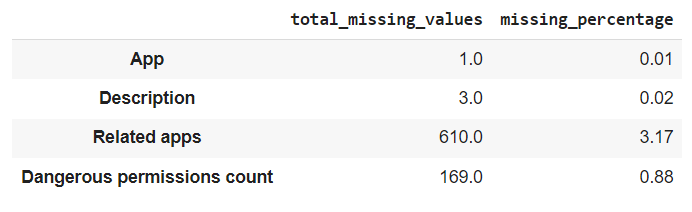 total_missing_values missing_percentage
App 1.0 0.01
Description 3.0 0.02
Related apps 610.0 3.17
Dangerous permissions count 169.0 0.88